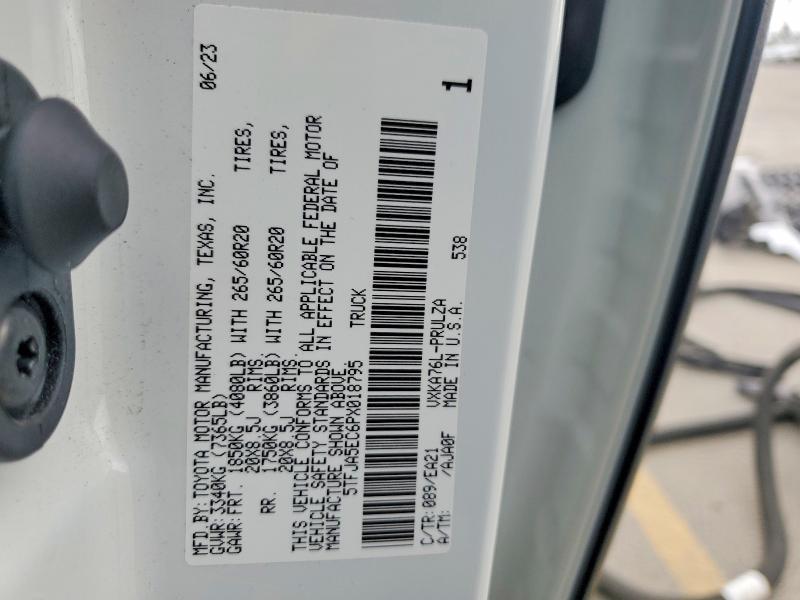 MFD.BY:TOYOTA MOTOR MANUFACTURING, TEXAS, INC. 06/23
GVWR:3340KG (7365LB)
GAWR:FRT. 1850KG (4080LB) WITH 265/60R20 TIRES,
20X8.5J RIMS.
RR. 1750KG (3860LB) WITH 265/60R20 TIRES,
20X8.5J RIMS.
THIS VEHICLE CONFORMS TO ALL APPLICABLE FEDERAL MOTOR
VEHICLE SAFETY STANDARDS IN EFFECT ON THE DATE OF
MANUFACTURE SHOWN ABOVE.
5TFJA5EC6PX018795 TRUCK
C/TR:089/EA21 VXKA76L-PRULZA 538
A/TM: /AJA0F MADE IN U.S.A.
1